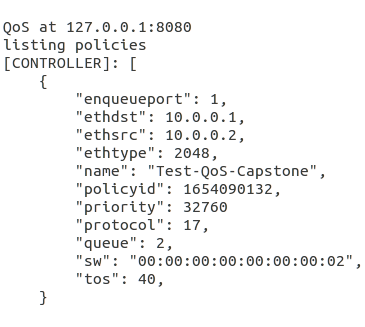 QoS at 127.0.0.1:8080
listing policies
[CONTROLLER]: [
    {
        "enqueueport": 1,
        "ethdst": 10.0.0.1,
        "ethsrc": 10.0.0.2,
        "ethtype": 2048,
        "name": "Test-QoS-Capstone",
        "policyid": 1654090132,
        "priority": 32760
        "protocol": 17,
        "queue": 2,
        "sw": "00:00:00:00:00:00:00:02",
        "tos": 40,
    }